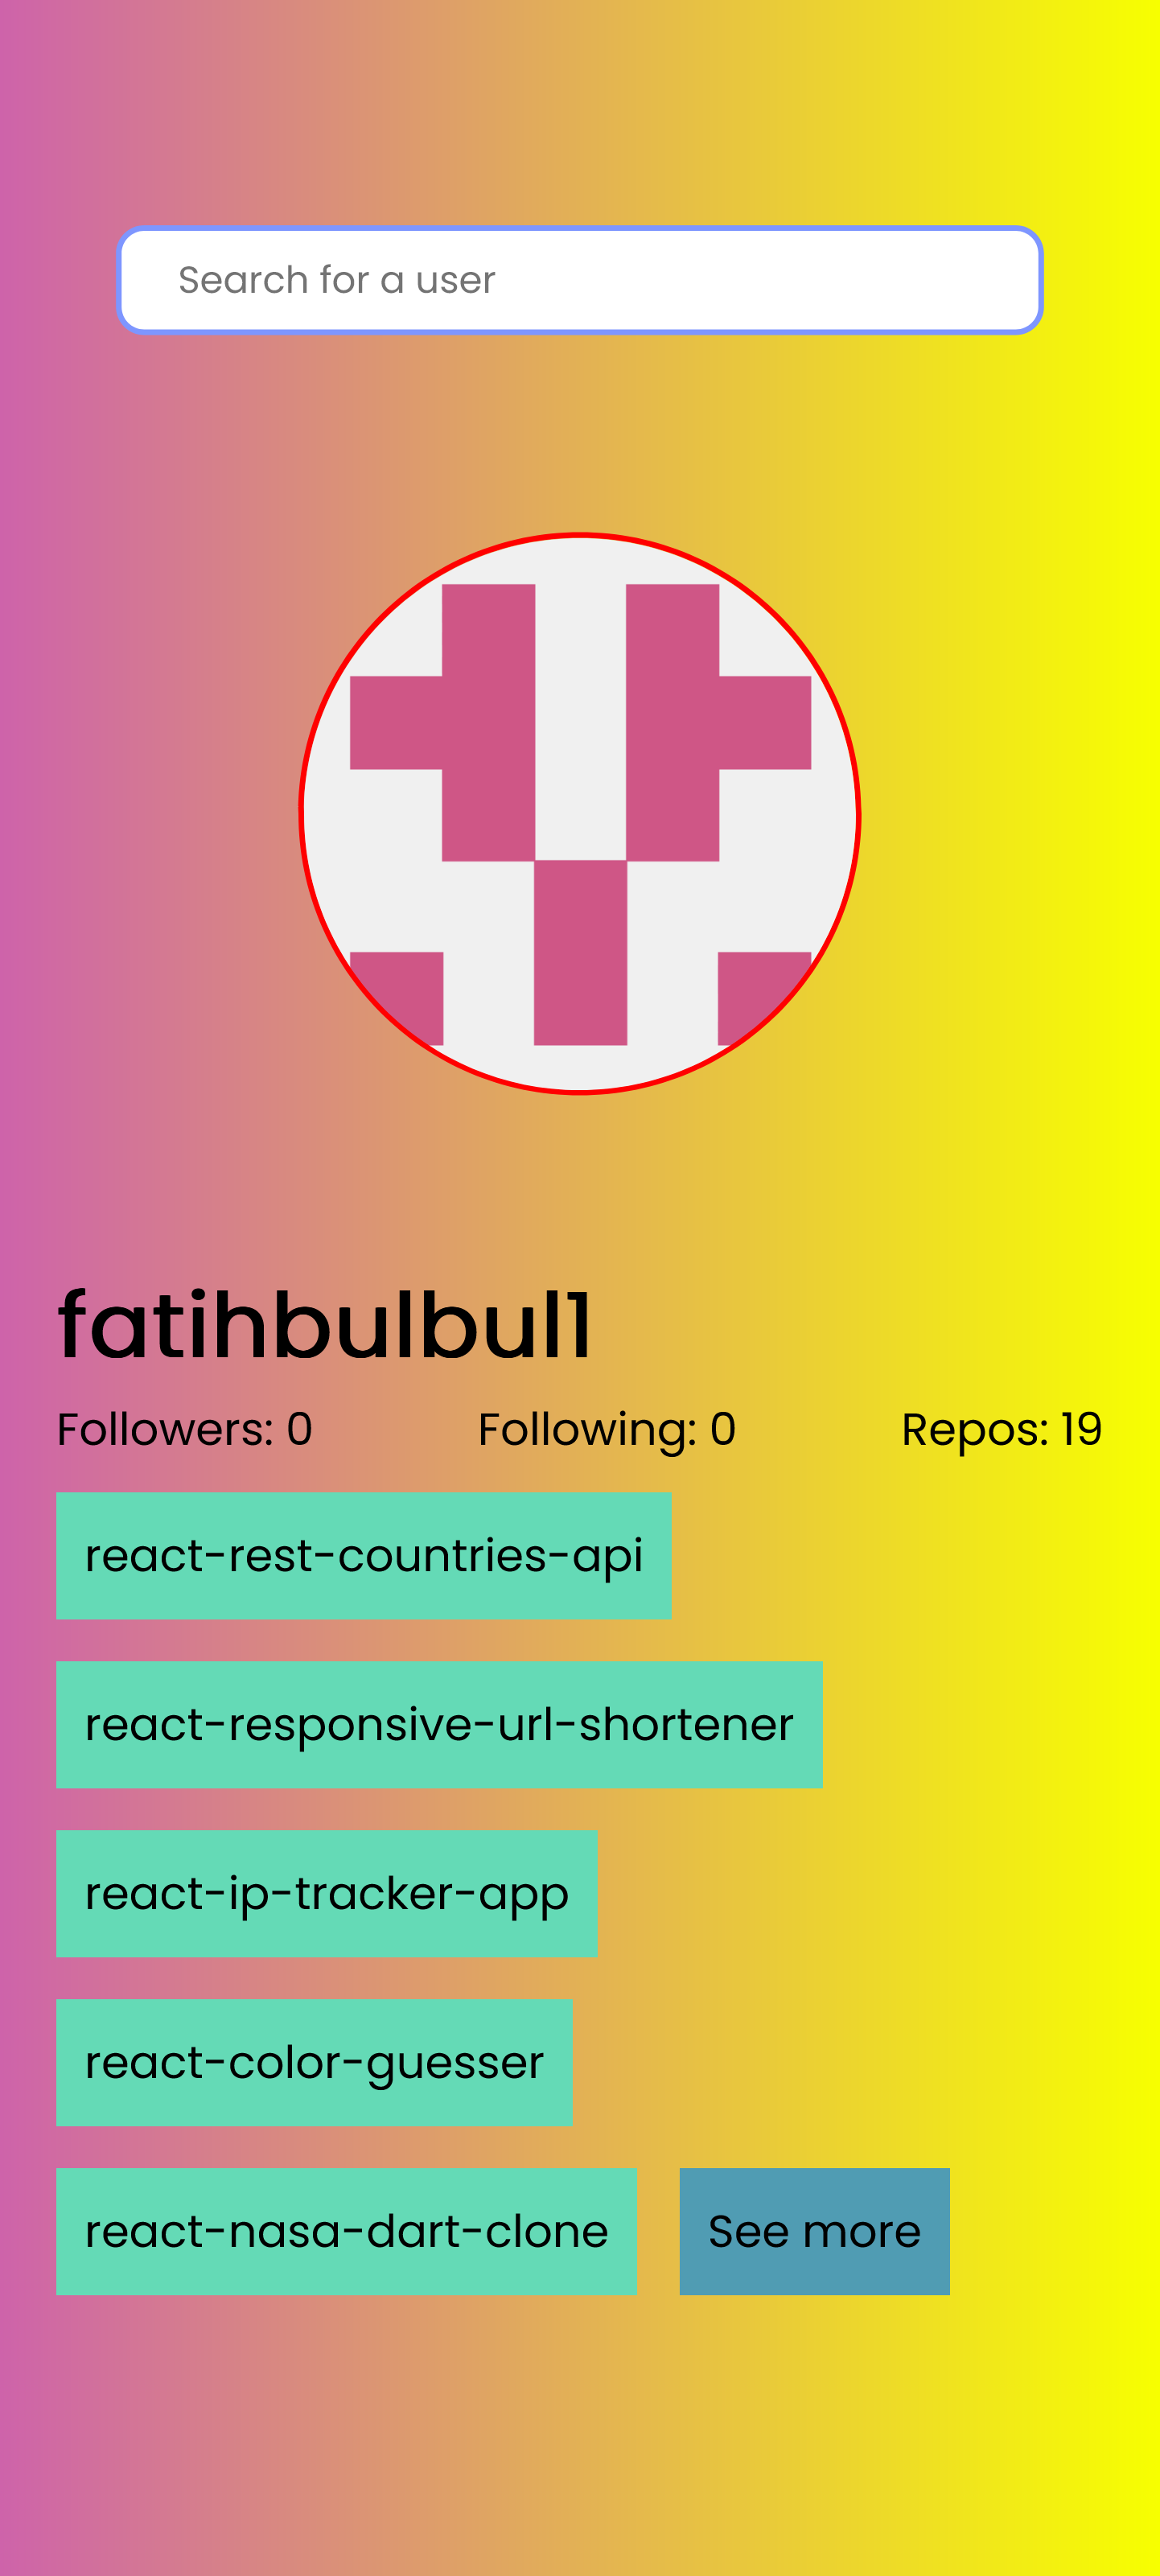 Search for a user
fatihbulbul1
Followers: 0 Following: 0 Repos: 19
react-rest-countries-api
react-responsive-url-shortener
react-ip-tracker-app
react-color-guesser
react-nasa-dart-clone See more